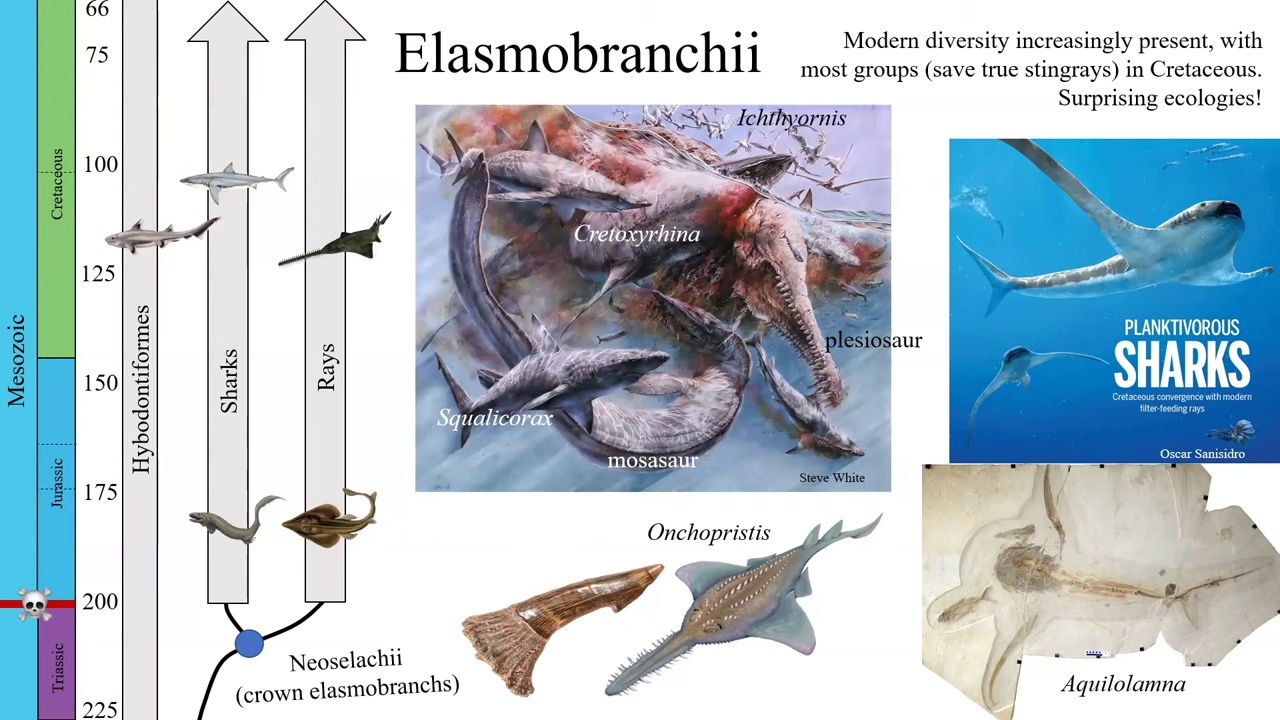 Elasmobranchii
Modern diversity increasingly present, with
most groups (save true stingrays) in Cretaceous.
Surprising ecologies!
Mesozoic
Cretaceous
Jurassic
Triassic
66
75
100
125
150
175
200
225
Hybodontiformes
Sharks
Rays
Neoselachii
(crown elasmobranchs)
Ichthyornis
Cretoxyrhina
plesiosaur
Squalicorax
mosasaur
Steve White
Onchopristis
PLANKTIVOROUS
SHARKS
Cretaceous convergence with modern
filter-feeding rays
Oscar Sanisidro
Aquilolamna